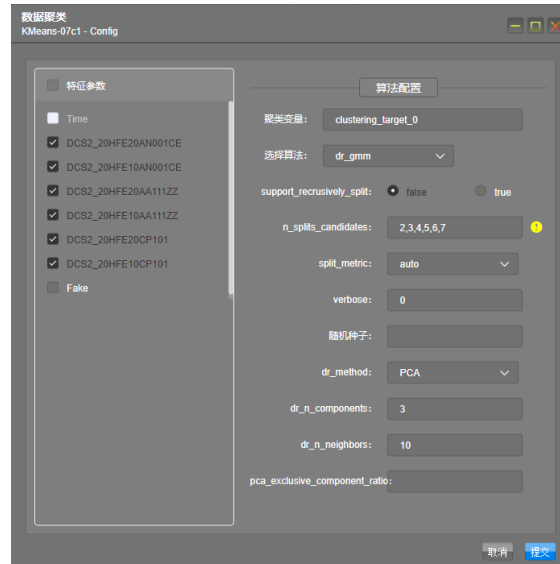 数据聚类
KMeans-07c1 - Config
特征参数
Time
DCS2_20HFE20AN001CE
DCS2_20HFE10AN001CE
DCS2_20HFE20AA111ZZ
DCS2_20HFE10AA111ZZ
DCS2_20HFE20CP101
DCS2_20HFE10CP101
Fake
算法配置
聚类变量: clustering_target_0
选择算法: dr_gmm
support_recrusively_split: false true
n_splits_candidates: 2,3,4,5,6,7
split_metric: auto
verbose: 0
随机种子:
dr_method: PCA
dr_n_components: 3
dr_n_neighbors: 10
pca_exclusive_component_ratio:
取消 提交